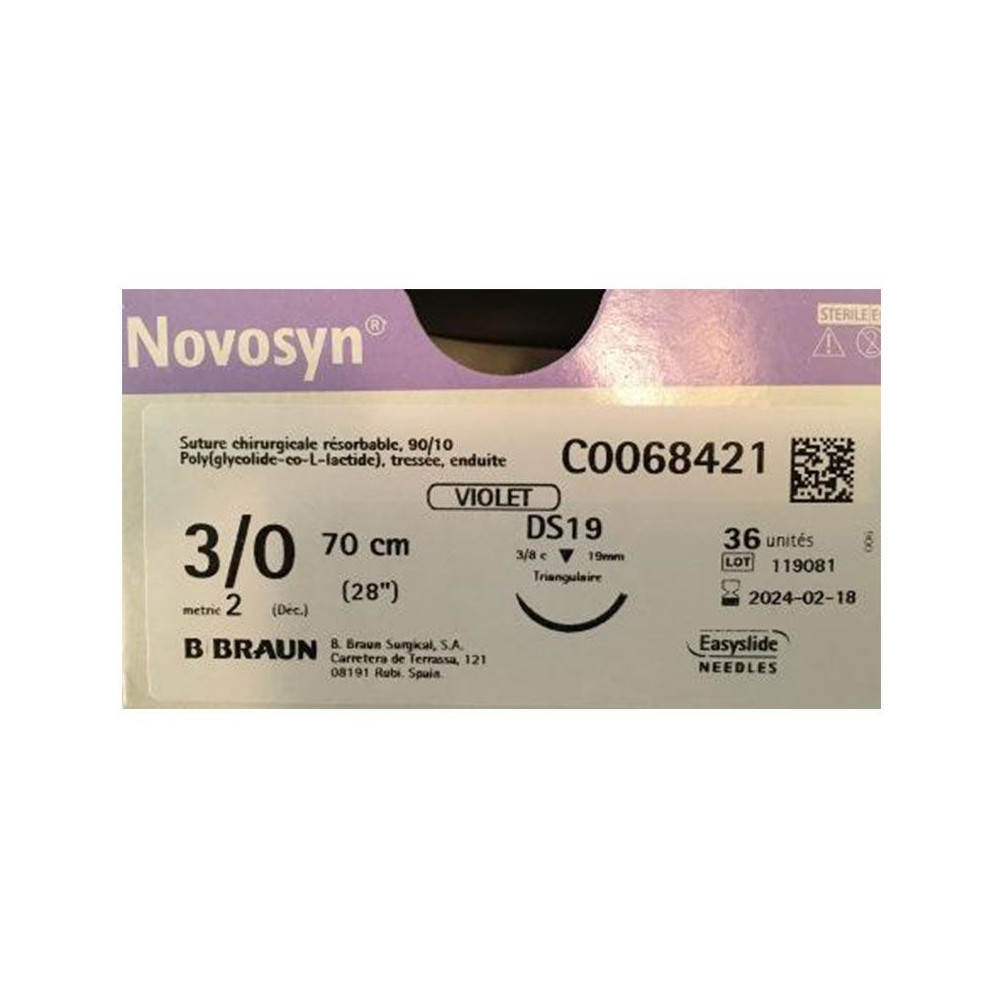 Novosyn®
STERILE
Suture chirurgicale résorbable, 90/10
Poly(glycolide-co-L-lactide), tressée, enduite
C0068421
VIOLET
3/0 70 cm
(28")
metric 2 (Déc.)
DS19
3/8 c 19mm
Triangulaire
36 unités
LOT 119081
2024-02-18
B BRAUN
B. Braun Surgical, S.A.
Carretera de Terrassa, 121
08191 Rubi. Spain.
Easyslide
NEEDLES